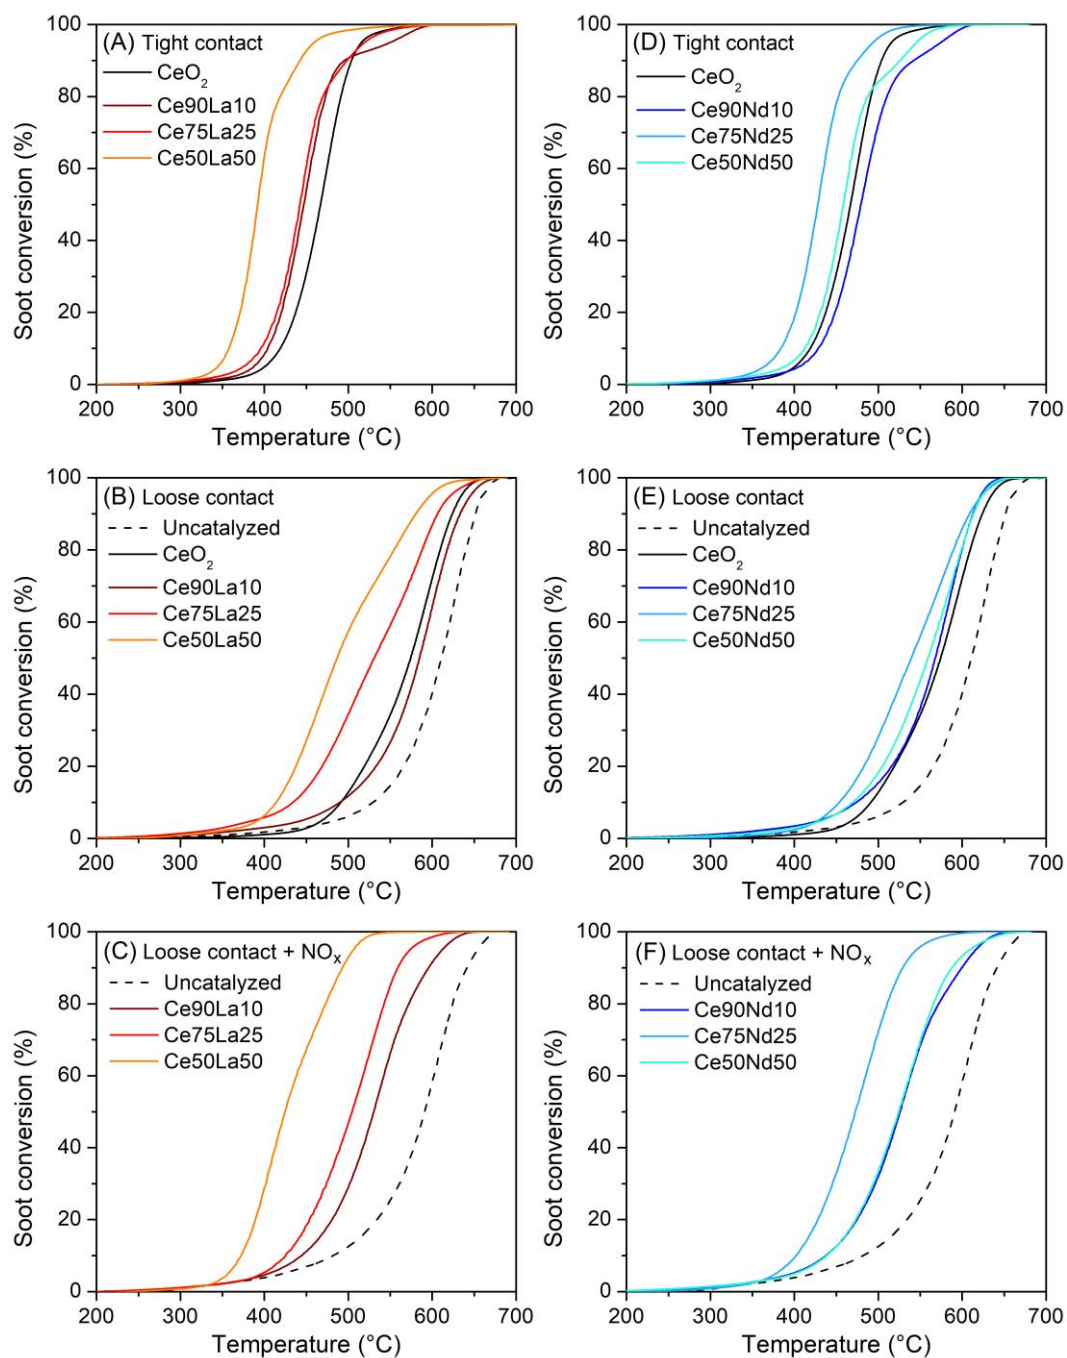 (A) Tight contact
CeO2
Ce90La10
Ce75La25
Ce50La50
Soot conversion (%)
100
80
60
40
20
0
200 300 400 500 600 700
Temperature (°C)
(D) Tight contact
CeO2
Ce90Nd10
Ce75Nd25
Ce50Nd50
Soot conversion (%)
100
80
60
40
20
0
200 300 400 500 600 700
Temperature (°C)
(B) Loose contact
Uncatalyzed
CeO2
Ce90La10
Ce75La25
Ce50La50
Soot conversion (%)
100
80
60
40
20
0
200 300 400 500 600 700
Temperature (°C)
(E) Loose contact
Uncatalyzed
CeO2
Ce90Nd10
Ce75Nd25
Ce50Nd50
Soot conversion (%)
100
80
60
40
20
0
200 300 400 500 600 700
Temperature (°C)
(C) Loose contact + NOx
Uncatalyzed
Ce90La10
Ce75La25
Ce50La50
Soot conversion (%)
100
80
60
40
20
0
200 300 400 500 600 700
Temperature (°C)
(F) Loose contact + NOx
Uncatalyzed
Ce90Nd10
Ce75Nd25
Ce50Nd50
Soot conversion (%)
100
80
60
40
20
0
200 300 400 500 600 700
Temperature (°C)